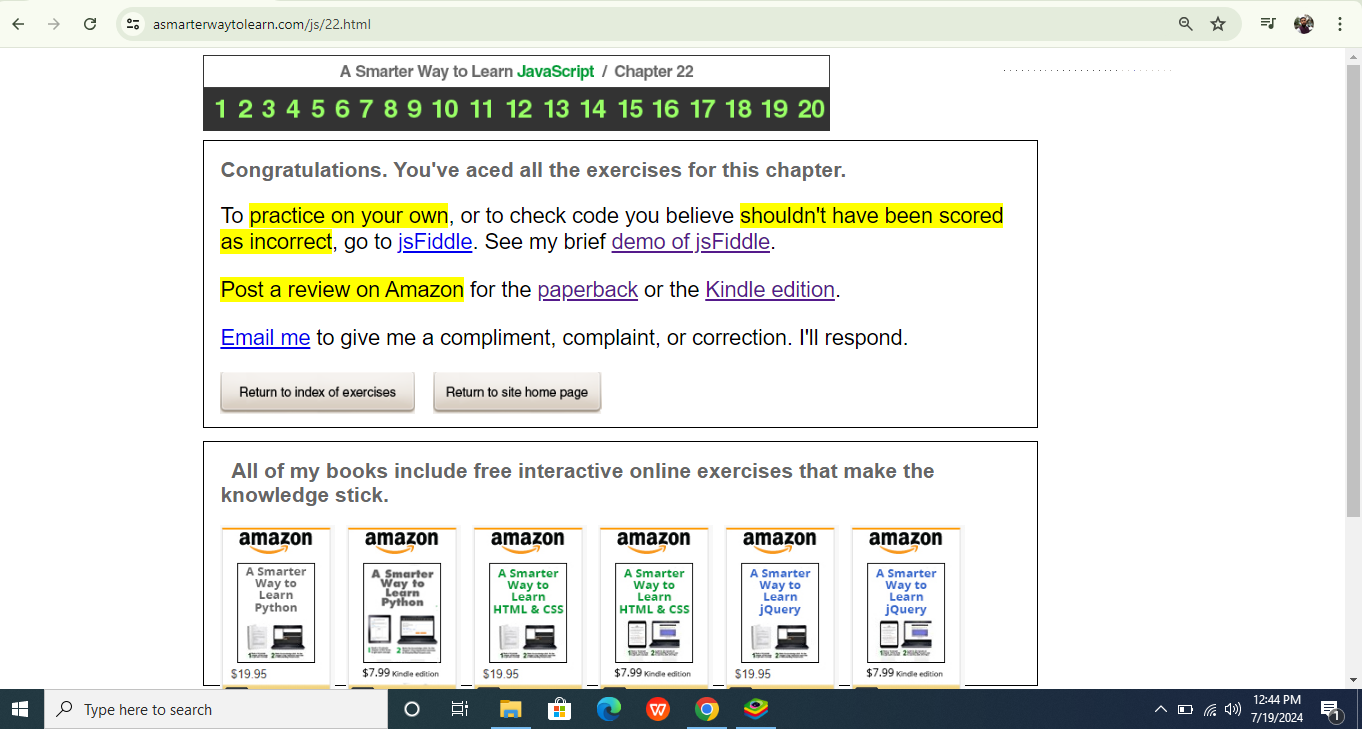 asmarterwaytolearn.com/js/22.html
A Smarter Way to Learn JavaScript / Chapter 22
1 2 3 4 5 6 7 8 9 10 11 12 13 14 15 16 17 18 19 20
Congratulations. You've aced all the exercises for this chapter.
To practice on your own, or to check code you believe shouldn't have been scored
as incorrect, go to jsFiddle. See my brief demo of jsFiddle.
Post a review on Amazon for the paperback or the Kindle edition.
Email me to give me a compliment, complaint, or correction. I'll respond.
Return to index of exercises Return to site home page
All of my books include free interactive online exercises that make the
knowledge stick.
amazon amazon amazon amazon amazon amazon
A Smarter
Way to
Learn
Python
A Smarter
Way to
Learn
Python
A Smarter
Way to
Learn
HTML & CSS
A Smarter
Way to
Learn
HTML & CSS
A Smarter
Way to
Learn
jQuery
A Smarter
Way to
Learn
jQuery
$19.95 $7.99 Kindle edition $19.95 $7.99 Kindle edition $19.95 $7.99 Kindle edition
Type here to search
12:44 PM
7/19/2024
1